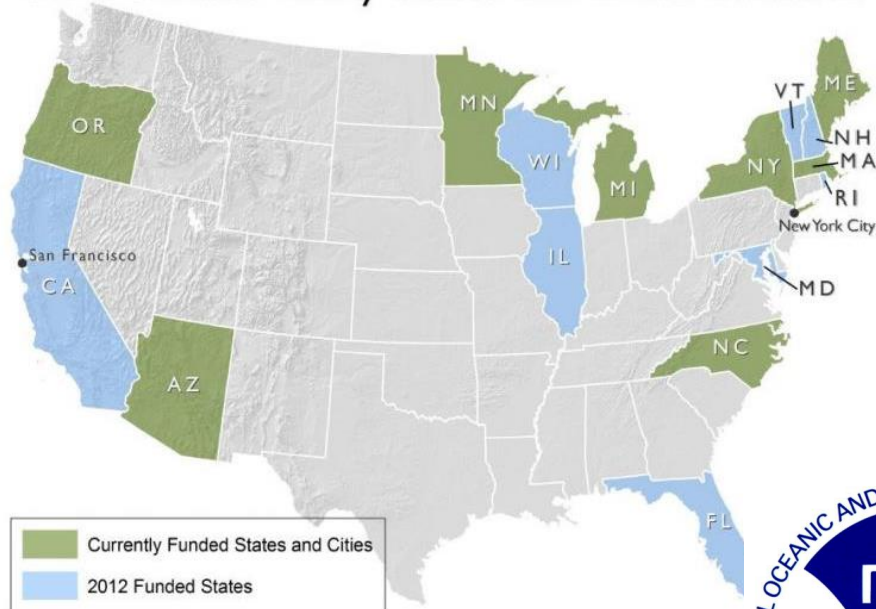 MN
ME
VT
OR
WI
NH
NY
MA
MI
RI
New York City
San Francisco
IL
CA
MD
NC
AZ
FL
Currently Funded States and Cities
2012 Funded States
OCEANIC AND